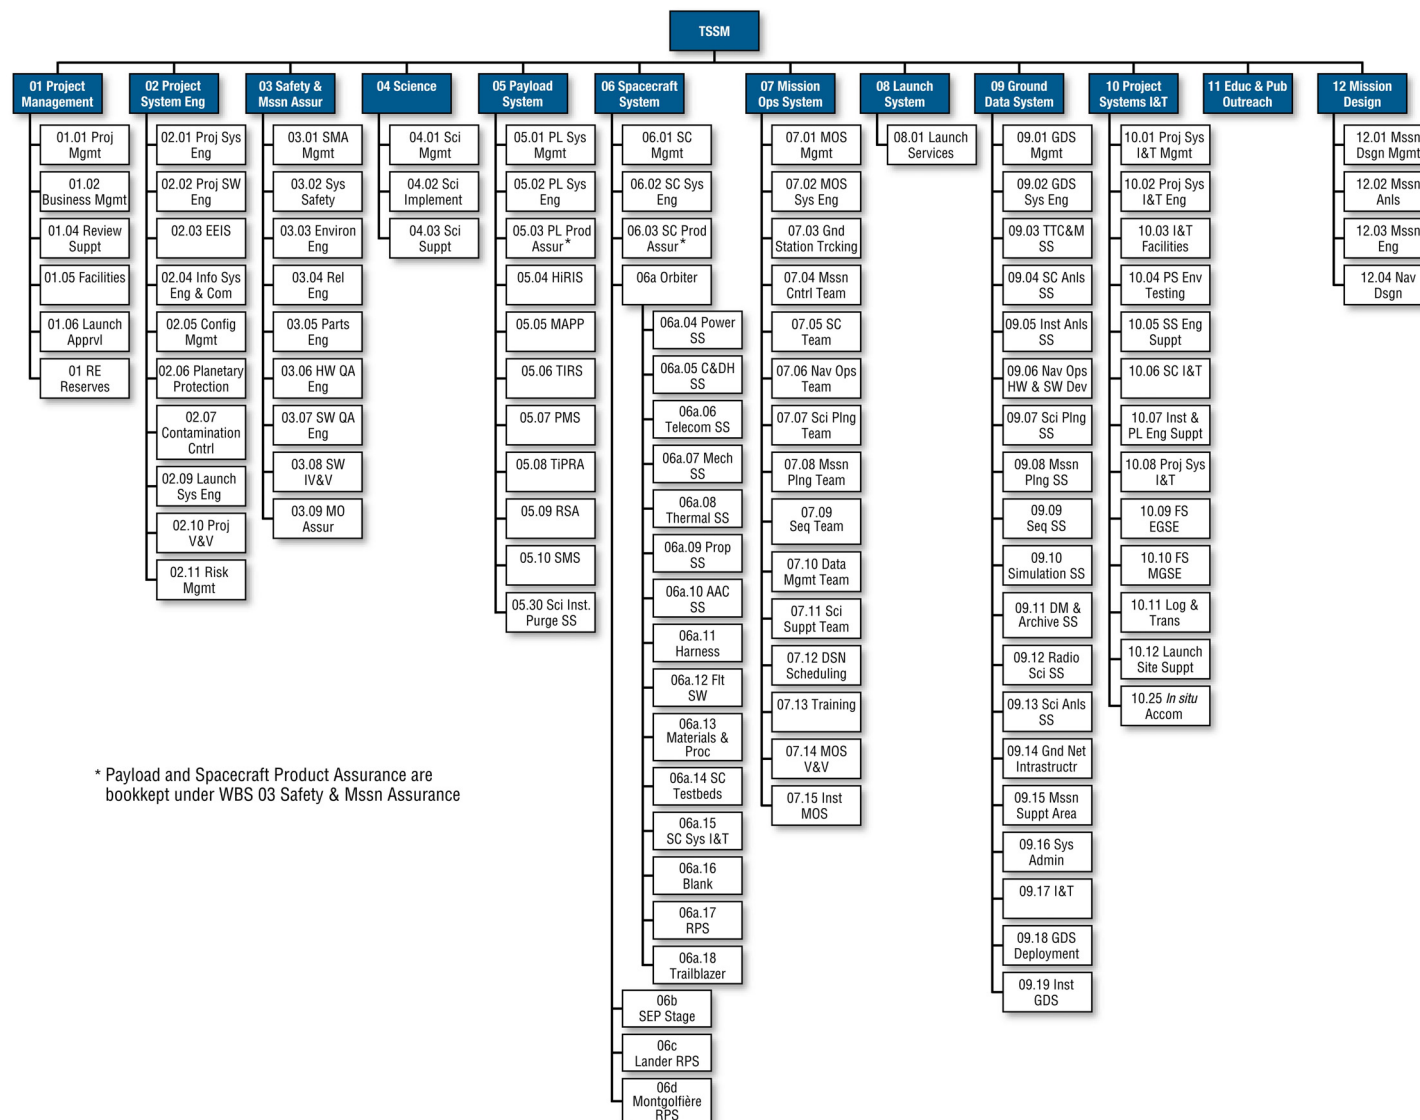 TSSM
01 Project
Management
01.01 Proj
Mgmt
01.02
Business Mgmt
01.04 Review
Suppt
01.05 Facilities
01.06 Launch
Apprvl
01 RE
Reserves
02 Project
System Eng
02.01 Proj Sys
Eng
02.02 Proj SW
Eng
02.03 EEIS
02.04 Info Sys
Eng & Com
02.05 Config
Mgmt
02.06 Planetary
Protection
02.07
Contamination
Cntrl
02.09 Launch
Sys Eng
02.10 Proj
V&V
02.11 Risk
Mgmt
03 Safety &
Mssn Assur
03.01 SMA
Mgmt
03.02 Sys
Safety
03.03 Environ
Eng
03.04 Rel
Eng
03.05 Parts
Eng
03.06 HW QA
Eng
03.07 SW QA
Eng
03.08 SW
IV&V
03.09 MO
Assur
04 Science
04.01 Sci
Mgmt
04.02 Sci
Implement
04.03 Sci
Suppt
05 Payload
System
05.01 PL Sys
Mgmt
05.02 PL Sys
Eng
05.03 PL Prod
Assur*
05.04 HiRIS
05.05 MAPP
05.06 TIRS
05.07 PMS
05.08 TiPRA
05.09 RSA
05.10 SMS
05.30 Sci Inst.
Purge SS
06 Spacecraft
System
06.01 SC
Mgmt
06.02 SC Sys
Eng
06.03 SC Prod
Assur*
06a Orbiter
06a.04 Power
SS
06a.05 C&DH
SS
06a.06
Telecom SS
06a.07 Mech
SS
06a.08
Thermal SS
06a.09 Prop
SS
06a.10 AAC
SS
06a.11
Harness
06a.12 Flt
SW
06a.13
Materials &
Proc
06a.14 SC
Testbeds
06a.15
SC Sys I&T
06a.16
Blank
06a.17
RPS
06a.18
Trailblazer
06b
SEP Stage
06c
Lander RPS
06d
Montgolfière
RPS
07 Mission
Ops System
07.01 MOS
Mgmt
07.02 MOS
Sys Eng
07.03 Gnd
Station Trcking
07.04 Mssn
Cntrl Team
07.05 SC
Team
07.06 Nav Ops
Team
07.07 Sci Plng
Team
07.08 Mssn
Plng Team
07.09
Seq Team
07.10 Data
Mgmt Team
07.11 Sci
Suppt Team
07.12 DSN
Scheduling
07.13 Training
07.14 MOS
V&V
07.15 Inst
MOS
08 Launch
System
08.01 Launch
Services
09 Ground
Data System
09.01 GDS
Mgmt
09.02 GDS
Sys Eng
09.03 TTC&M
SS
09.04 SC Anls
SS
09.05 Inst Anls
SS
09.06 Nav Ops
HW & SW Dev
09.07 Sci Plng
SS
09.08 Mssn
Plng SS
09.09
Seq SS
09.10
Simulation SS
09.11 DM &
Archive SS
09.12 Radio
Sci SS
09.13 Sci Anls
SS
09.14 Gnd Net
Intrastructr
09.15 Mssn
Suppt Area
09.16 Sys
Admin
09.17 I&T
09.18 GDS
Deployment
09.19 Inst
GDS
10 Project
Systems I&T
10.01 Proj Sys
I&T Mgmt
10.02 Proj Sys
I&T Eng
10.03 I&T
Facilities
10.04 PS Env
Testing
10.05 SS Eng
Suppt
10.06 SC I&T
10.07 Inst &
PL Eng Suppt
10.08 Proj Sys
I&T
10.09 FS
EGSE
10.10 FS
MGSE
10.11 Log &
Trans
10.12 Launch
Site Suppt
10.25 In situ
Accom
11 Educ & Pub
Outreach
12 Mission
Design
12.01 Mssn
Dsgn Mgmt
12.02 Mssn
Anls
12.03 Mssn
Eng
12.04 Nav
Dsgn
* Payload and Spacecraft Product Assurance are
bookkept under WBS 03 Safety & Mssn Assurance